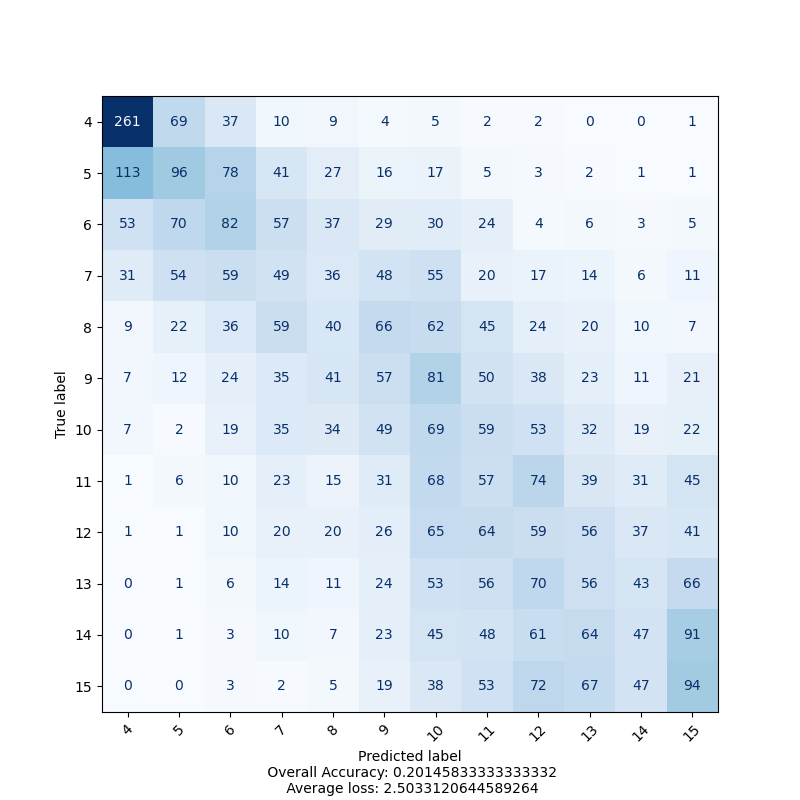 4 261 69 37 10 9 4 5 2 2 0 0 1
5 113 96 78 41 27 16 17 5 3 2 1 1
6 53 70 82 57 37 29 30 24 4 6 3 5
7 31 54 59 49 36 48 55 20 17 14 6 11
8 9 22 36 59 40 66 62 45 24 20 10 7
9 7 12 24 35 41 57 81 50 38 23 11 21
True label
10 7 2 19 35 34 49 69 59 53 32 19 22
11 1 6 10 23 15 31 68 57 74 39 31 45
12 1 1 10 20 20 26 65 64 59 56 37 41
13 0 1 6 14 11 24 53 56 70 56 43 66
14 0 1 3 10 7 23 45 48 61 64 47 91
15 0 0 3 2 5 19 38 53 72 67 47 94
4 5 6 7 8 9 10 11 12 13 14 15
Predicted label
Overall Accuracy: 0.20145833333333332
Average loss: 2.5033120644589264